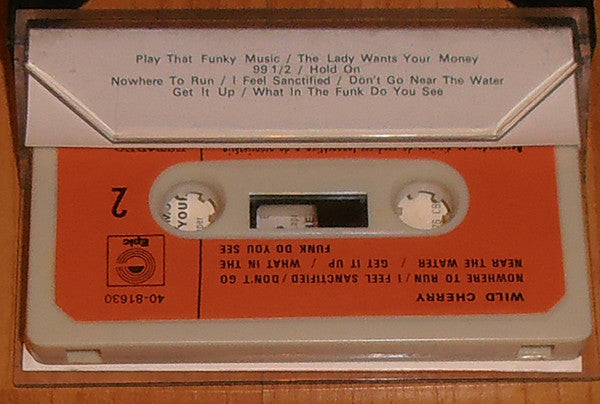 Play That Funky Music / The Lady Wants Your Money
99 1/2 / Hold On
Nowhere To Run / I Feel Sanctified / Don't Go Near The Water
Get It Up / What In The Funk Do You See
WILD CHERRY
40-81630
NOWHERE TO RUN / I FEEL SANCTIFIED / DON'T GO
NEAR THE WATER / GET IT UP / WHAT IN THE
FUNK DO YOU SEE
Epic
2
YOUR